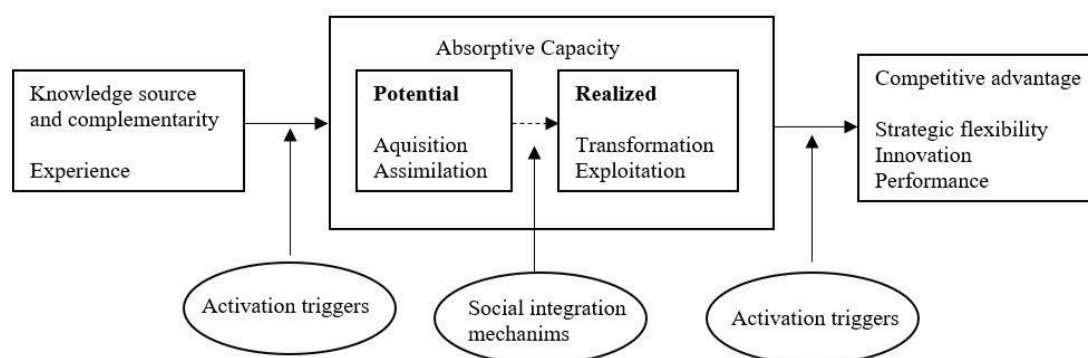 Absorptive Capacity
Knowledge source
and complementarity
Experience
Potential
Aquisition
Assimilation
Realized
Transformation
Exploitation
Competitive advantage
Strategic flexibility
Innovation
Performance
Activation triggers
Social integration
mechanims
Activation triggers